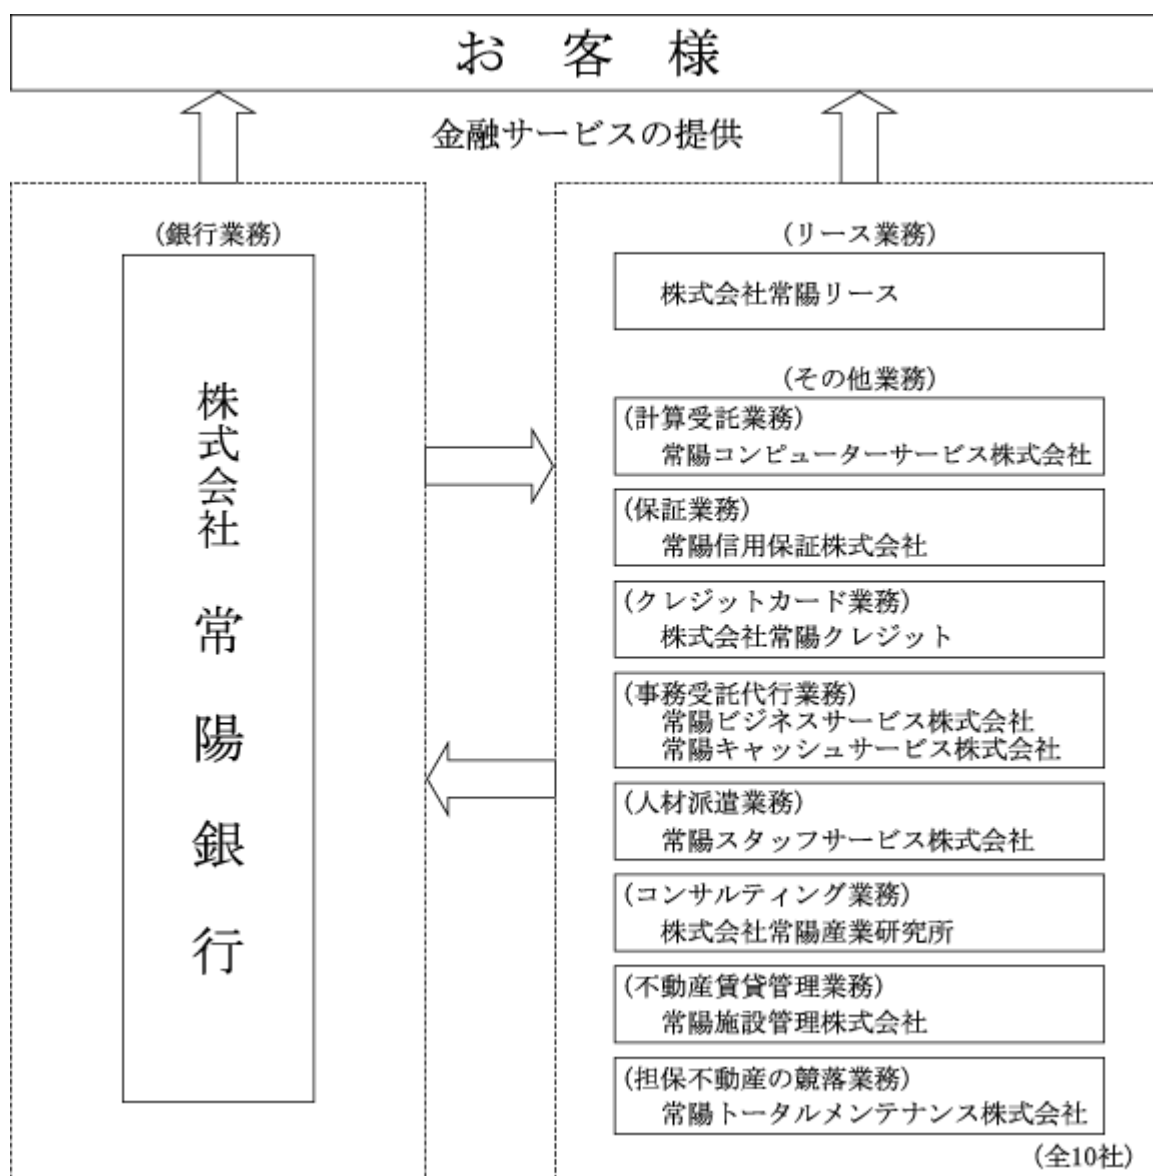 お 客 様
金融サービスの提供
(銀行業務)
株式会社 常陽銀行
(リース業務)
株式会社常陽リース
(その他業務)
(計算受託業務)
常陽コンピューターサービス株式会社
(保証業務)
常陽信用保証株式会社
(クレジットカード業務)
株式会社常陽クレジット
(事務受託代行業務)
常陽ビジネスサービス株式会社
常陽キャッシュサービス株式会社
(人材派遣業務)
常陽スタッフサービス株式会社
(コンサルティング業務)
株式会社常陽産業研究所
(不動産賃貸管理業務)
常陽施設管理株式会社
(担保不動産の競落業務)
常陽トータルメンテナンス株式会社
(全10社)